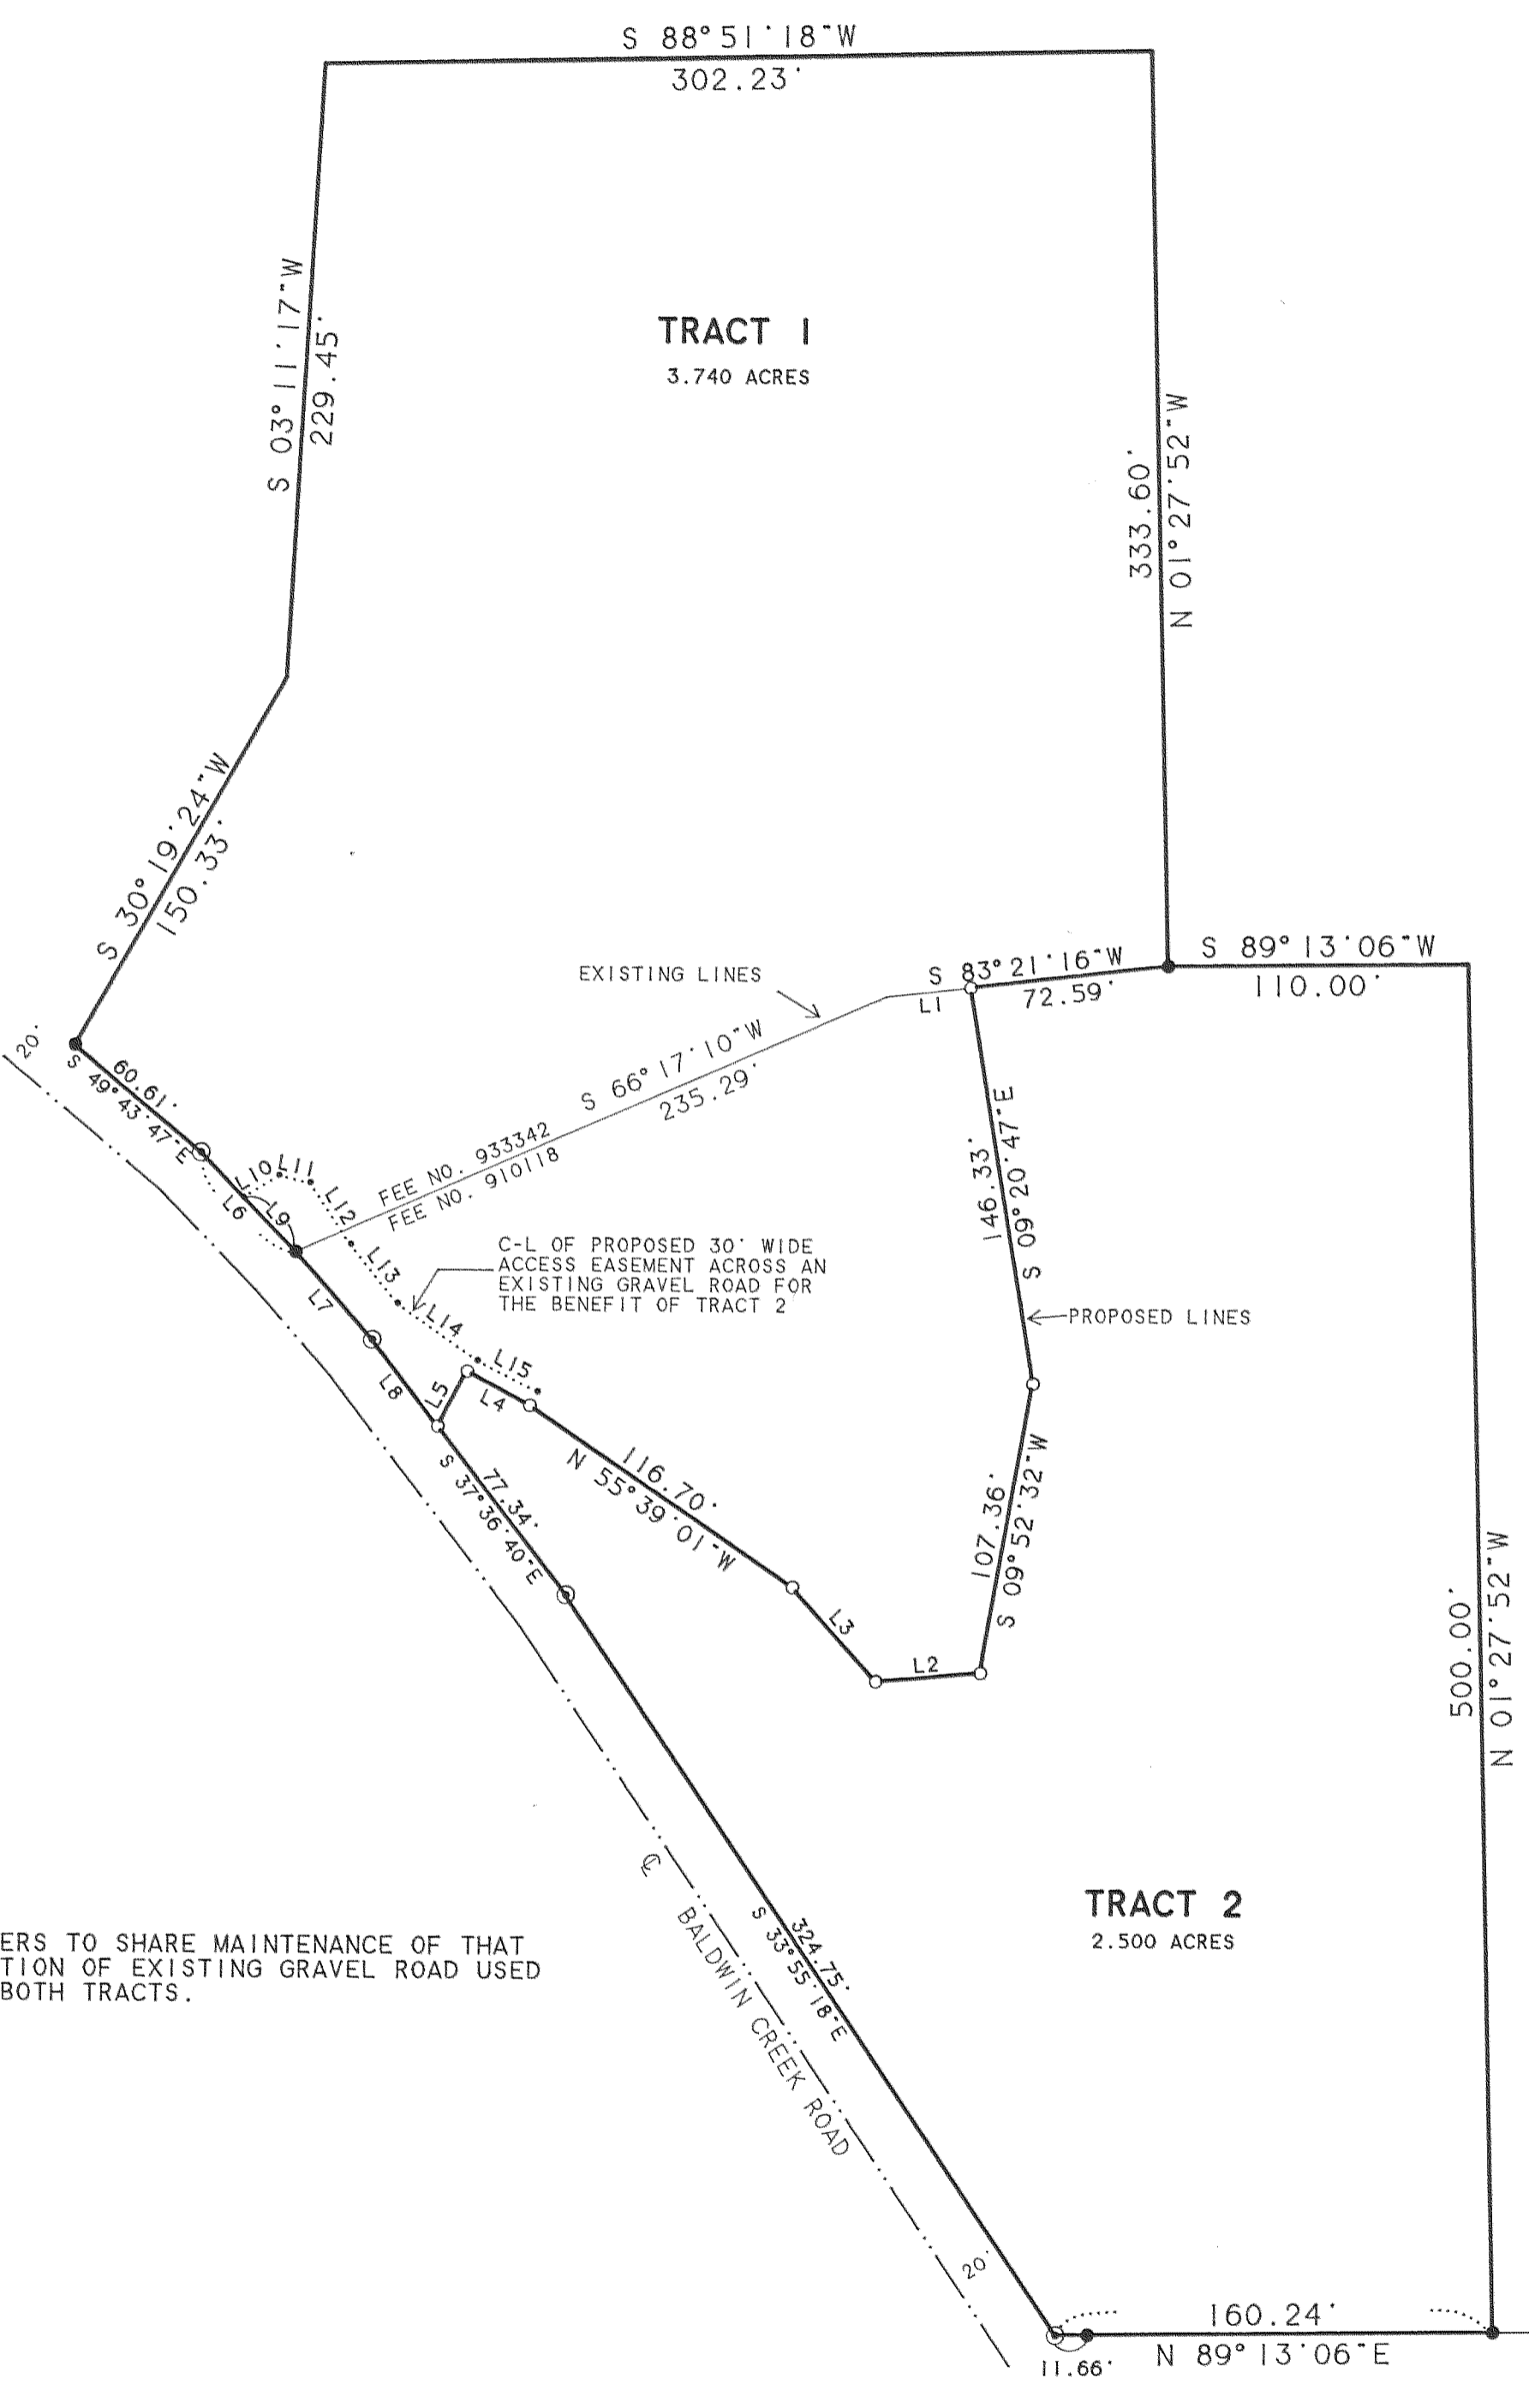 S 88°51'18"W
302.23'
S 03°11'17"W
229.45'
TRACT 1
3.740 ACRES
333.60'
N 01°27'52"W
S 30°19'24"W
150.33'
EXISTING LINES
S 83°21'16"W
72.59'
L1
S 89°13'06"W
110.00'
20'
60.61'
S 49°43'47"E
S 66°17'10"W
235.29'
FEE NO. 933342
FEE NO. 910118
L10
L11
L6
L9
L12
L13
L14
L15
C-L OF PROPOSED 30' WIDE
ACCESS EASEMENT ACROSS AN
EXISTING GRAVEL ROAD FOR
THE BENEFIT OF TRACT 2
146.33'
S 09°20'47"E
PROPOSED LINES
L7
L8
L5
L4
116.70'
N 55°39'01"W
77.34'
S 37°36'40"E
107.36'
S 09°52'32"W
L3
L2
500.00'
N 01°27'52"W
TRACT 2
2.500 ACRES
324.75'
S 33°55'18"E
℄ BALDWIN CREEK ROAD
ERS TO SHARE MAINTENANCE OF THAT
TION OF EXISTING GRAVEL ROAD USED
BOTH TRACTS.
20'
160.24'
N 89°13'06"E
11.66'